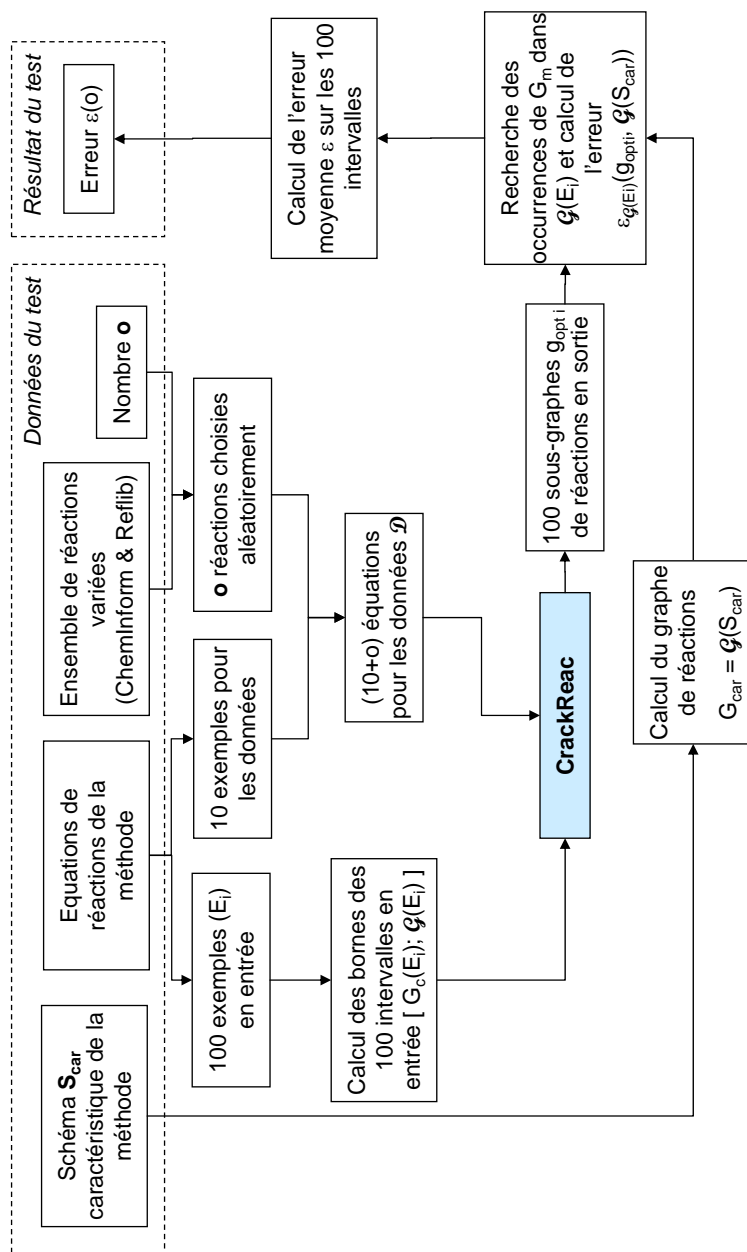 Données du test
Résultat du test
Schéma S_car
caractéristique de la
méthode
Equations de
réactions de la
méthode
Ensemble de réactions
variées
(ChemInform & Reflib)
Nombre o
Erreur ε(o)
100 exemples (E_i)
en entrée
10 exemples pour
les données
o réactions choisies
aléatoirement
Calcul de l'erreur
moyenne ε sur les 100
intervalles
Calcul des bornes des
100 intervalles en
entrée [ G_c(E_i); 𝓖(E_i) ]
(10+o) équations
pour les données 𝓓
CrackReac
100 sous-graphes g_opt i
de réactions en sortie
Recherche des
occurrences de G_m dans
𝓖(E_i) et calcul de
l'erreur
ε_𝓖(Ei)(g_opti, 𝓖(S_car))
Calcul du graphe
de réactions
G_car = 𝓖(S_car)